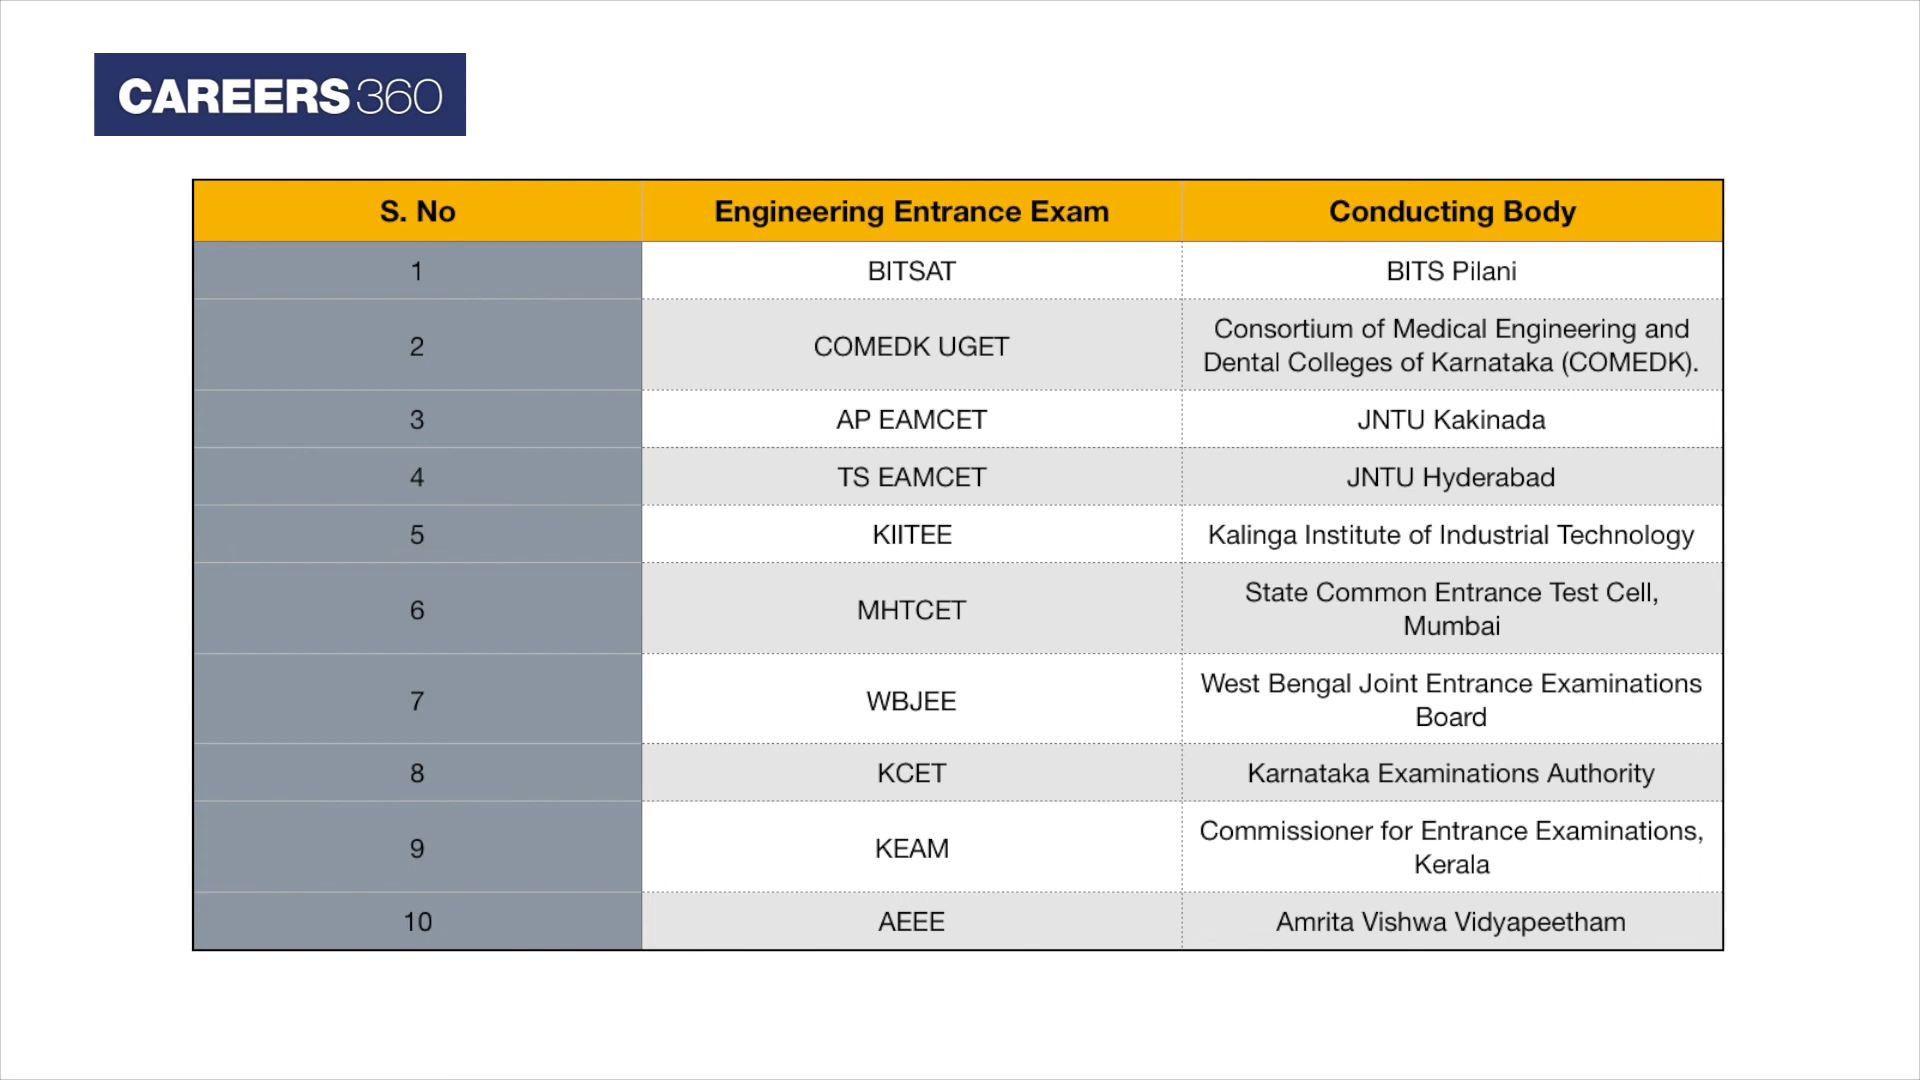 CAREERS360
S. No Engineering Entrance Exam Conducting Body
1 BITSAT BITS Pilani
2 COMEDK UGET Consortium of Medical Engineering and
Dental Colleges of Karnataka (COMEDK).
3 AP EAMCET JNTU Kakinada
4 TS EAMCET JNTU Hyderabad
5 KIITEE Kalinga Institute of Industrial Technology
6 MHTCET State Common Entrance Test Cell,
Mumbai
7 WBJEE West Bengal Joint Entrance Examinations
Board
8 KCET Karnataka Examinations Authority
9 KEAM Commissioner for Entrance Examinations,
Kerala
10 AEEE Amrita Vishwa Vidyapeetham